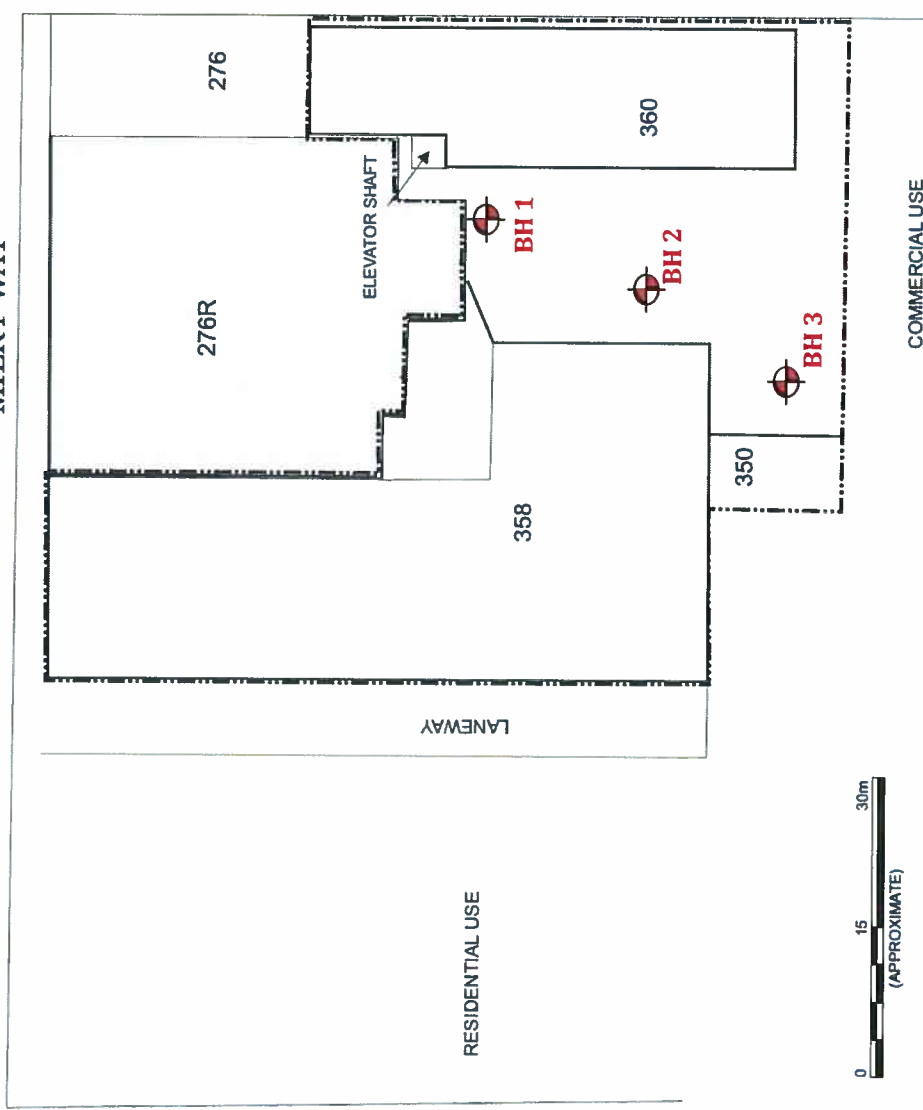 276
276R
ELEVATOR SHAFT
360
BH 1
BH 2
BH 3
358
350
LANEWAY
RESIDENTIAL USE
COMMERCIAL USE
0 15 30m
(APPROXIMATE)